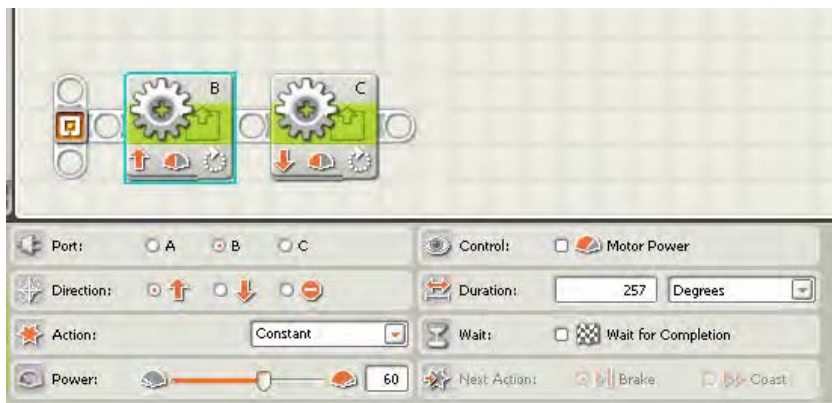 B
C
Port: A B C
Control: Motor Power
Direction:
Duration: 257 Degrees
Action: Constant
Wait: Wait for Completion
Power: 60
Next Action: Brake Coast